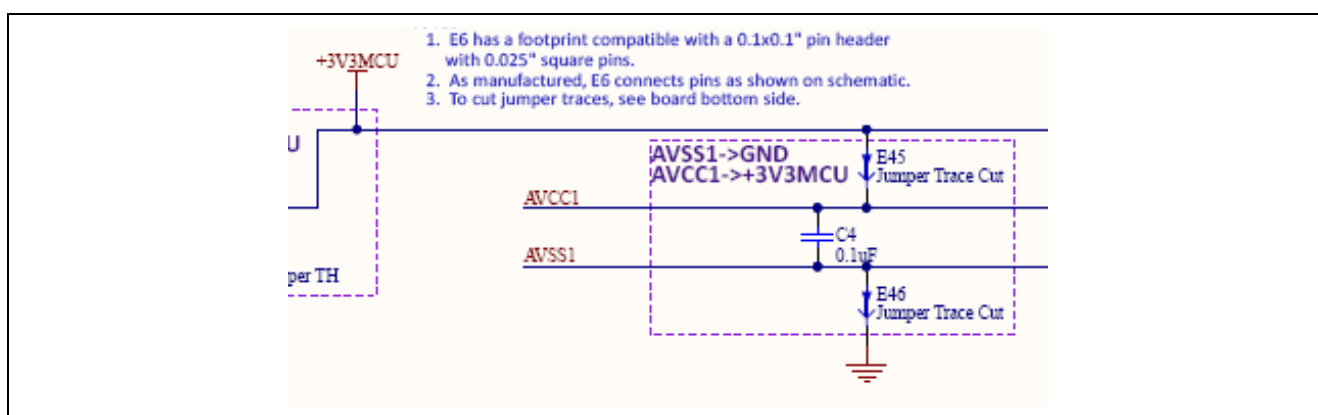 1. E6 has a footprint compatible with a 0.1x0.1" pin header
with 0.025" square pins.
2. As manufactured, E6 connects pins as shown on schematic.
3. To cut jumper traces, see board bottom side.
+3V3MCU
U
AVSS1->GND
AVCC1->+3V3MCU
E45
Jumper Trace Cut
AVCC1
C4
0.1uF
AVSS1
per TH
E46
Jumper Trace Cut